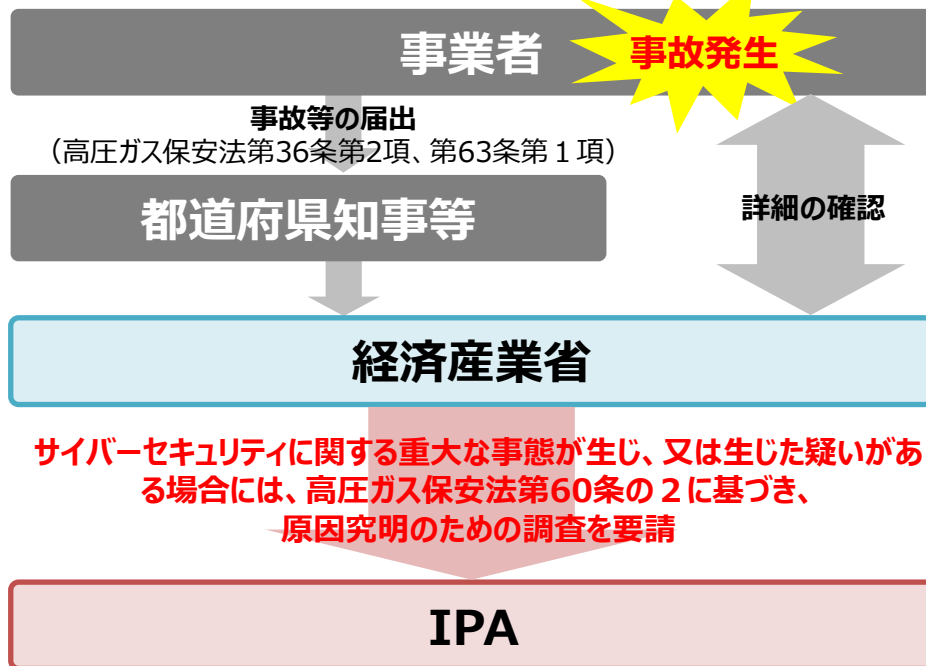 事業者
事故発生
事故等の届出
（高圧ガス保安法第36条第2項、第63条第１項）
都道府県知事等
詳細の確認
経済産業省
サイバーセキュリティに関する重大な事態が生じ、又は生じた疑いがあ
る場合には、高圧ガス保安法第60条の２に基づき、
原因究明のための調査を要請
IPA